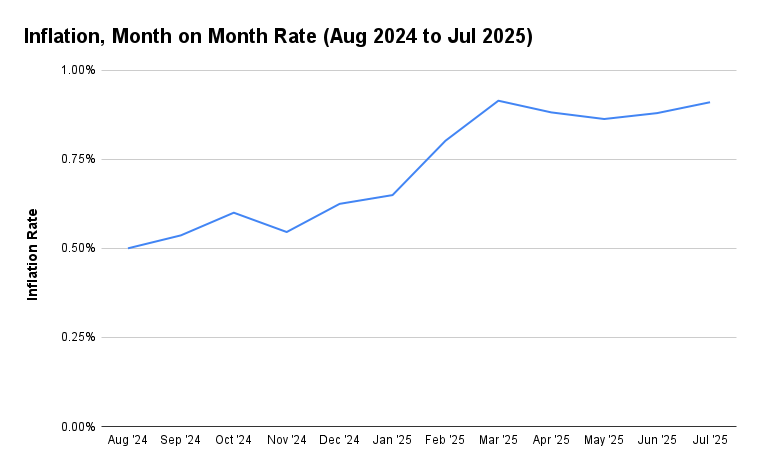 Inflation, Month on Month Rate (Aug 2024 to Jul 2025)
1.00%
0.75%
0.50%
0.25%
0.00%
Inflation Rate
Aug '24 Sep '24 Oct '24 Nov '24 Dec '24 Jan '25 Feb '25 Mar '25 Apr '25 May '25 Jun '25 Jul '25